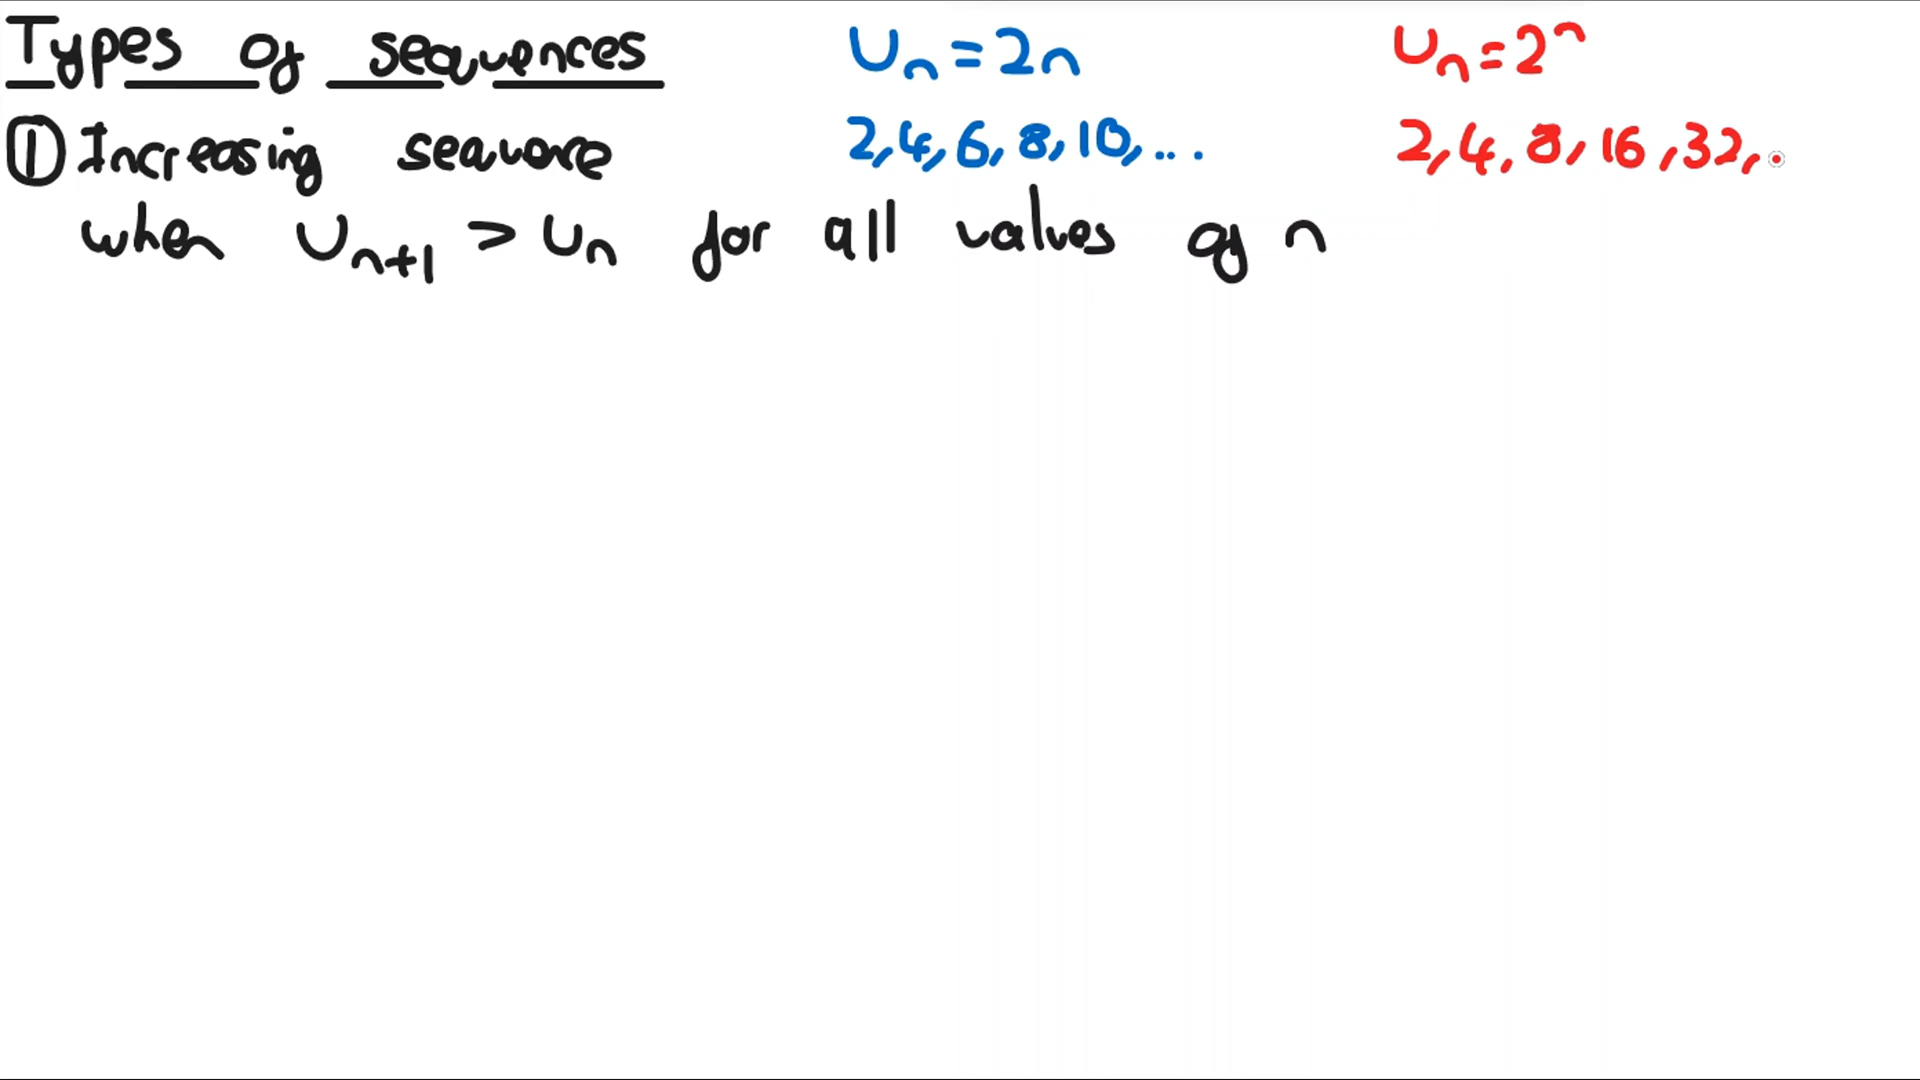 Types of sequences
Uₙ = 2n
Uₙ = 2ⁿ
① Increasing sequence
2, 4, 6, 8, 10, ...
2, 4, 8, 16, 32, .
when Uₙ₊₁ > Uₙ for all values of n